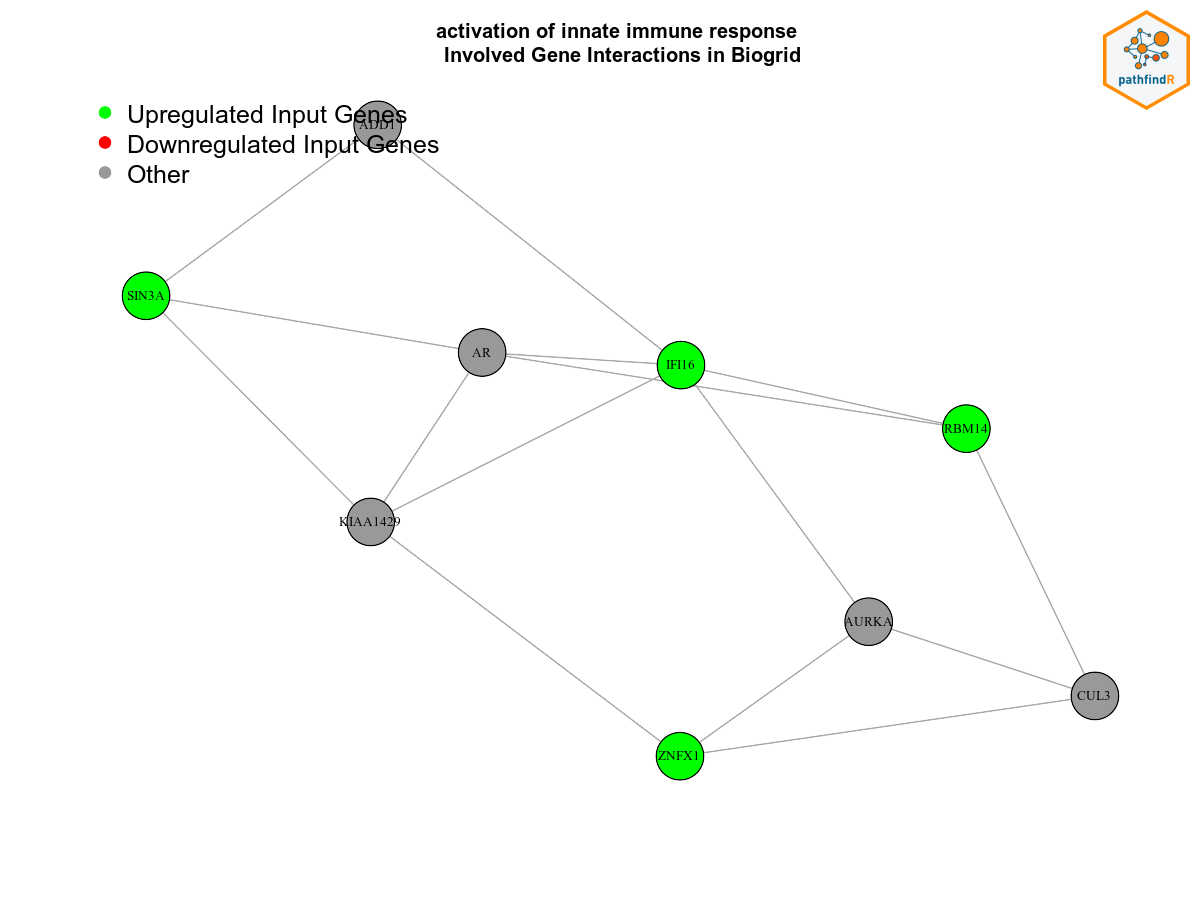 activation of innate immune response
Involved Gene Interactions in Biogrid
pathfindR
Upregulated Input Genes
ADD1
Downregulated Input Genes
Other
SIN3A
AR
IFI16
RBM14
KIAA1429
AURKA
CUL3
ZNFX1